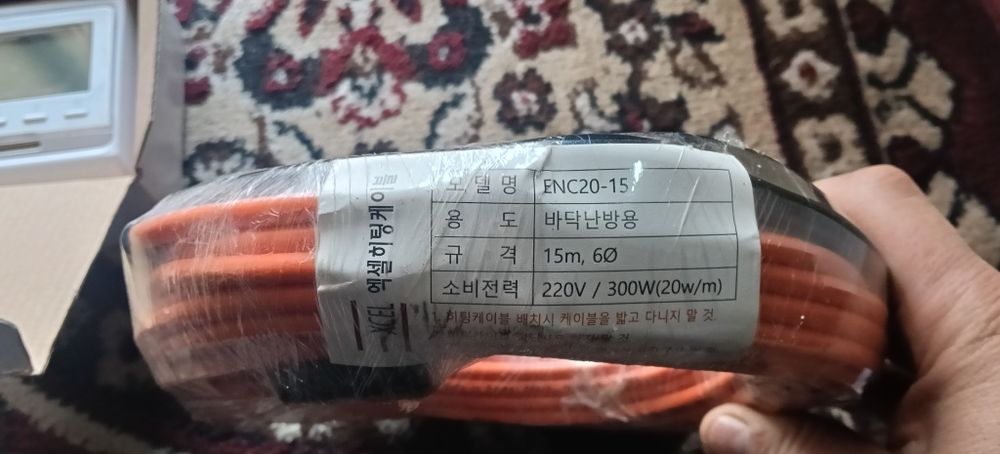 엑셀히팅케이블
모델명 ENC20-15
용 도 바닥난방용
규 격 15m, 6Ø
소비전력 220V / 300W(20w/m)
1. 히팅케이블 배치시 케이블을 밟고 다니지 말 것.